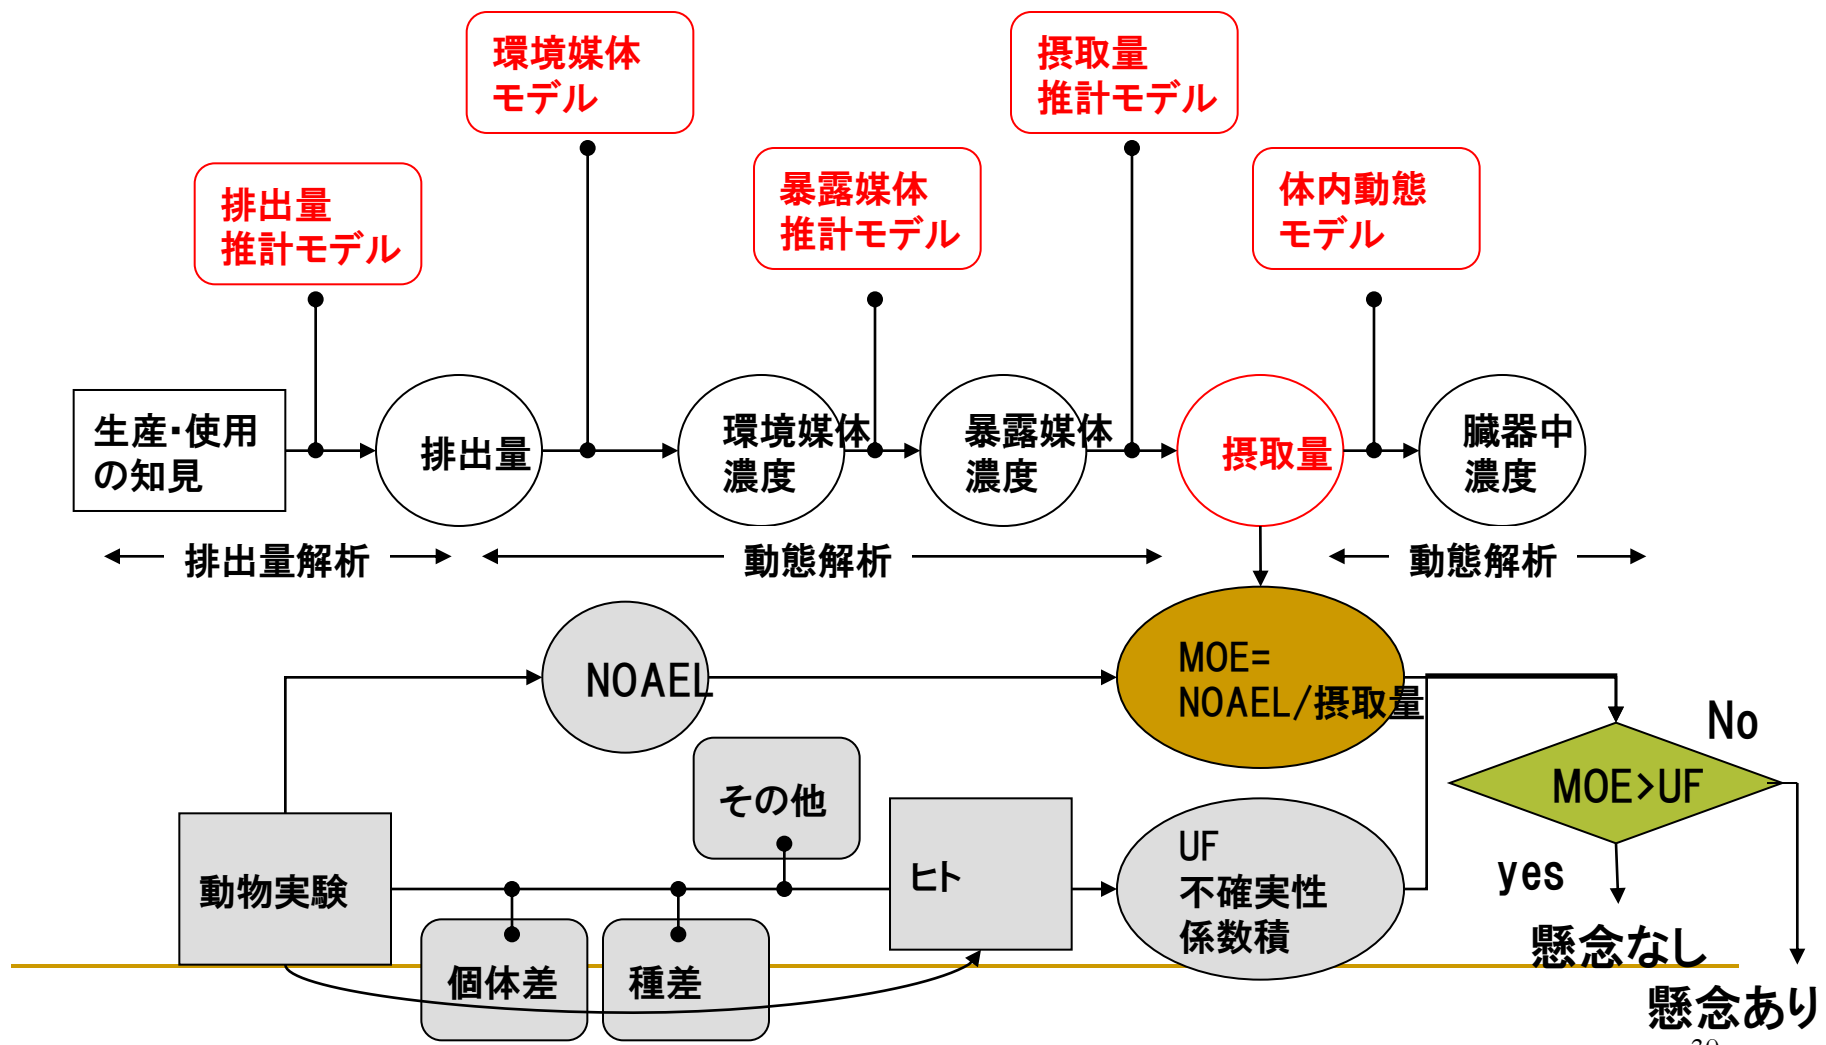 環境媒体
モデル
摂取量
推計モデル
排出量
推計モデル
暴露媒体
推計モデル
体内動態
モデル
生産・使用
の知見
排出量
環境媒体
濃度
暴露媒体
濃度
摂取量
臓器中
濃度
排出量解析
動態解析
動態解析
NOAEL
MOE=
NOAEL/摂取量
No
MOE>UF
その他
動物実験
ヒト
UF
不確実性
係数積
yes
個体差
種差
懸念なし
懸念あり